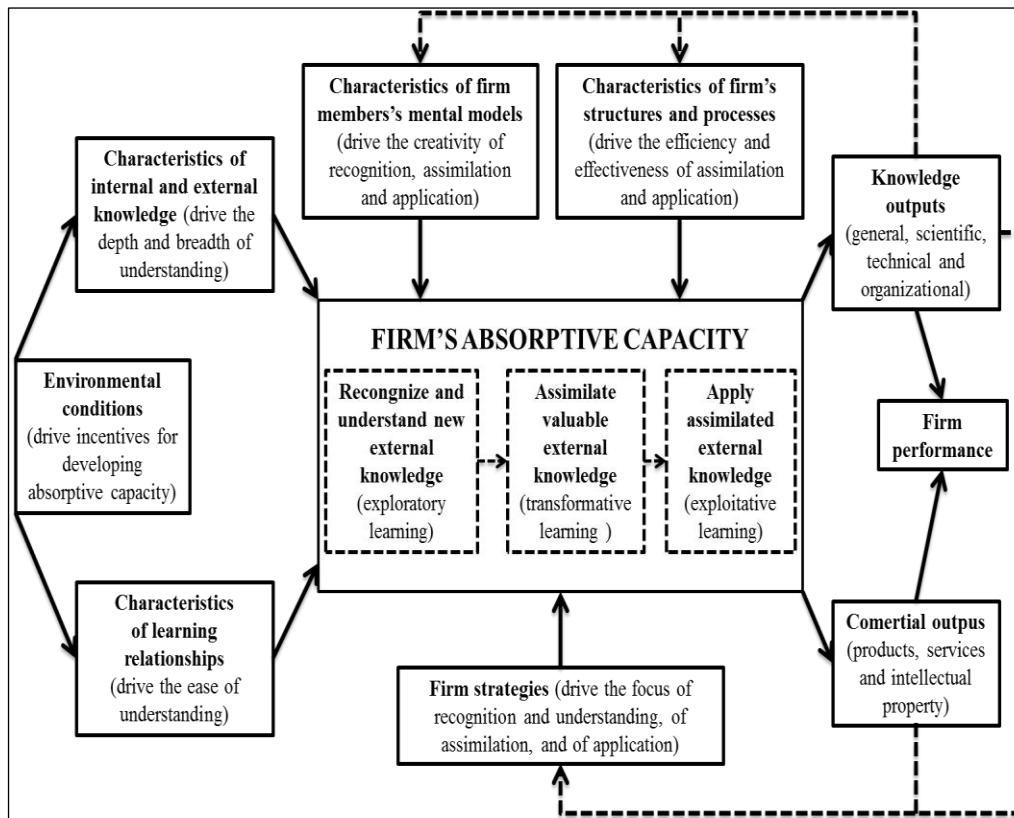 Characteristics of firm
members's mental models
(drive the creativity of
recognition, assimilation
and application)
Characteristics of firm's
structures and processes
(drive the efficiency and
effectiveness of assimilation
and application)
Characteristics of
internal and external
knowledge (drive the
depth and breadth of
understanding)
Knowledge
outputs
(general, scientific,
technical and
organizational)
FIRM'S ABSORPTIVE CAPACITY
Environmental
conditions
(drive incentives for
developing
absorptive capacity)
Recongnize and
understand new
external
knowledge
(exploratory
learning)
Assimilate
valuable
external
knowledge
(transformative
learning )
Apply
assimilated
external
knowledge
(exploitative
learning)
Firm
performance
Characteristics
of learning
relationships
(drive the ease of
understanding)
Firm strategies (drive the focus of
recognition and understanding, of
assimilation, and of application)
Comertial outpus
(products, services
and intellectual
property)